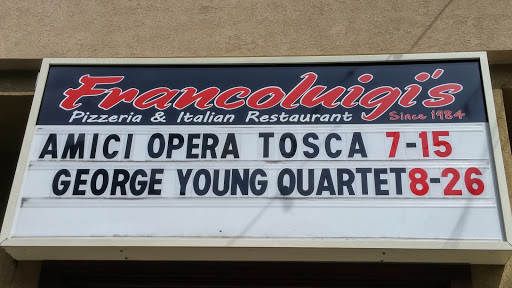 Francoluigi's
Pizzeria & Italian Restaurant Since 1984
AMICI OPERA TOSCA 7-15
GEORGE YOUNG QUARTET 8-26